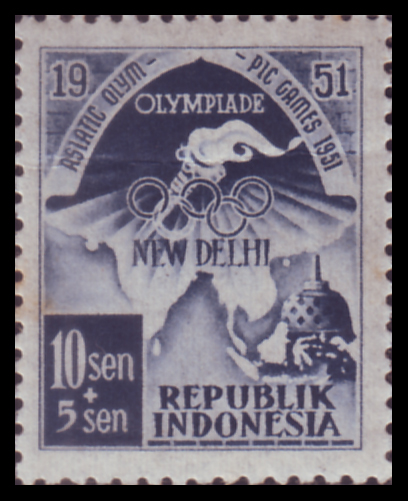 19 51
ASIATIC OLYM-
PIC GAMES 1951
OLYMPIADE
NEW DELHI
10 sen
+
5 sen
REPUBLIK
INDONESIA